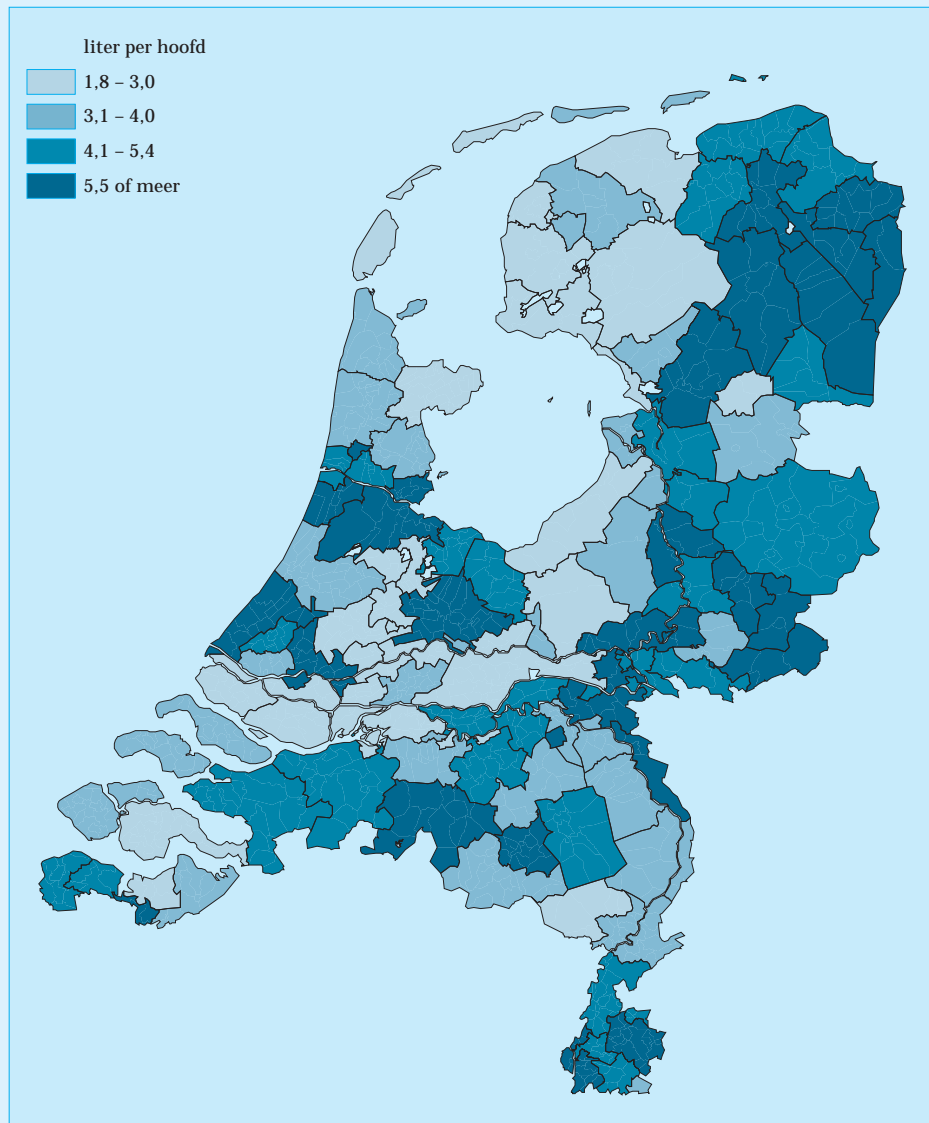 liter per hoofd
1,8 – 3,0
3,1 – 4,0
4,1 – 5,4
5,5 of meer